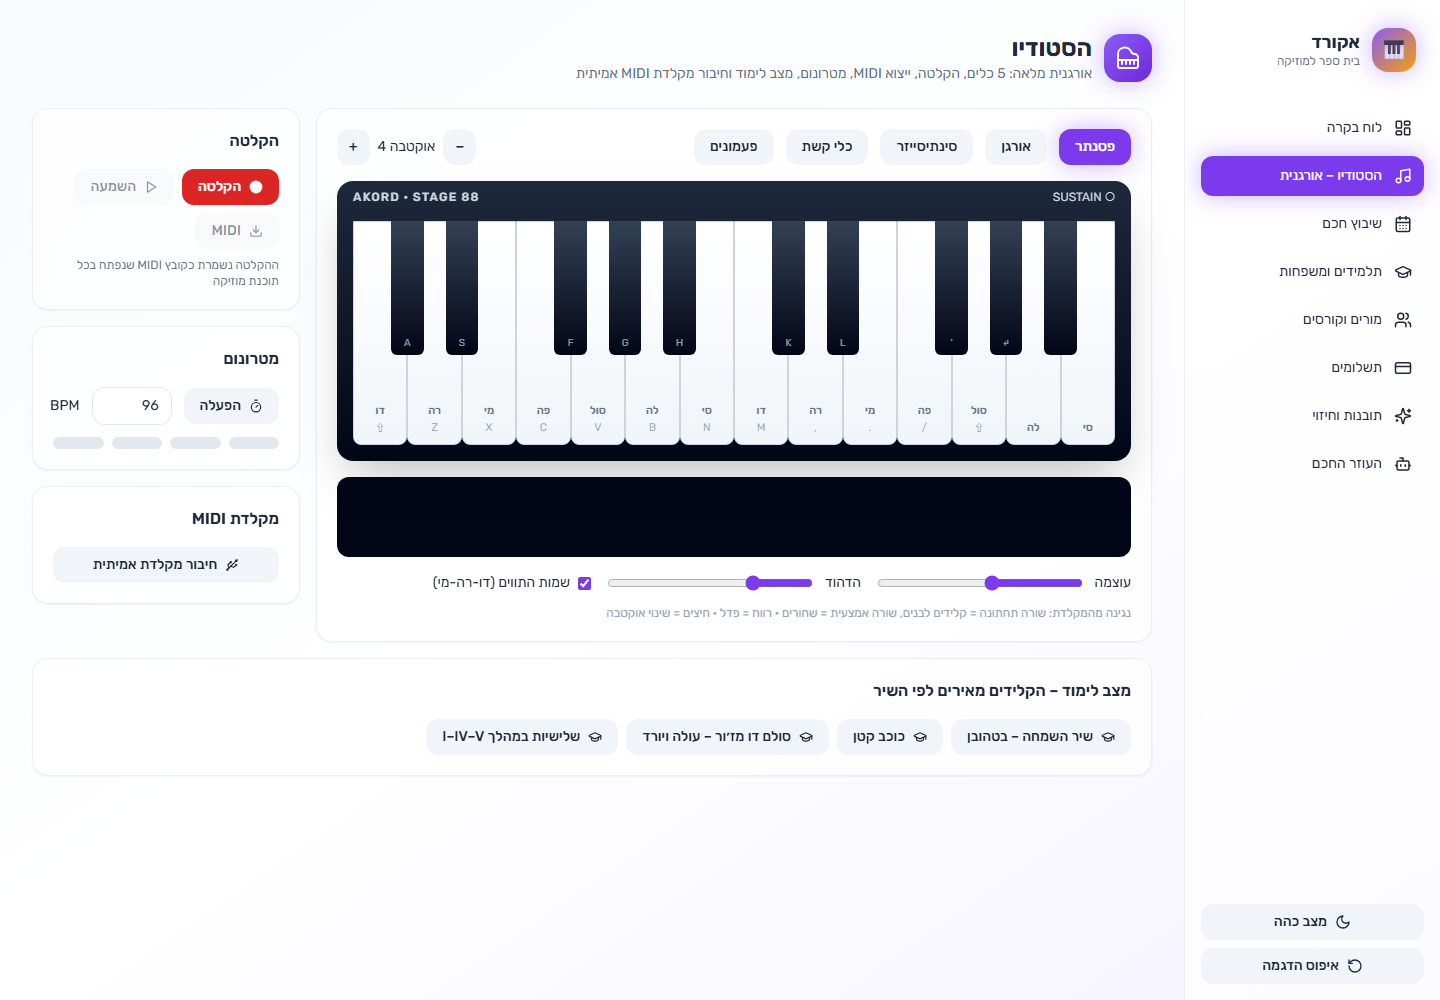 אקורד
בית ספר למוזיקה
לוח בקרה
הסטודיו – אורגנית
שיבוץ חכם
תלמידים ומשפחות
מורים וקורסים
תשלומים
תובנות וחיזוי
העוזר החכם
מצב כהה
איפוס הדגמה
הסטודיו
אורגנית מלאה: 5 כלים, הקלטה, ייצוא MIDI, מטרונום, מצב לימוד וחיבור מקלדת MIDI אמיתית
פסנתר אורגן סינתיסייזר כלי קשת פעמונים
− אוקטבה 4 +
AKORD • STAGE 88
SUSTAIN ○
A S F G H K L ' ↵
דו רה מי פה סול לה סי דו רה מי פה סול לה סי
⇧ Z X C V B N M , . / ⇧
עוצמה הדהוד שמות התווים (דו-רה-מי)
נגינה מהמקלדת: שורה תחתונה = קלידים לבנים, שורה אמצעית = שחורים • רווח = פדל • חיצים = שינוי אוקטבה
הקלטה
הקלטה השמעה
MIDI
ההקלטה נשמרת כקובץ MIDI שנפתח בכל
תוכנת מוזיקה
מטרונום
הפעלה 96 BPM
מקלדת MIDI
חיבור מקלדת אמיתית
מצב לימוד – הקלידים מאירים לפי השיר
שיר השמחה – בטהובן
כוכב קטן
סולם דו מז'ור – עולה ויורד
שלישיות במהלך I–IV–V